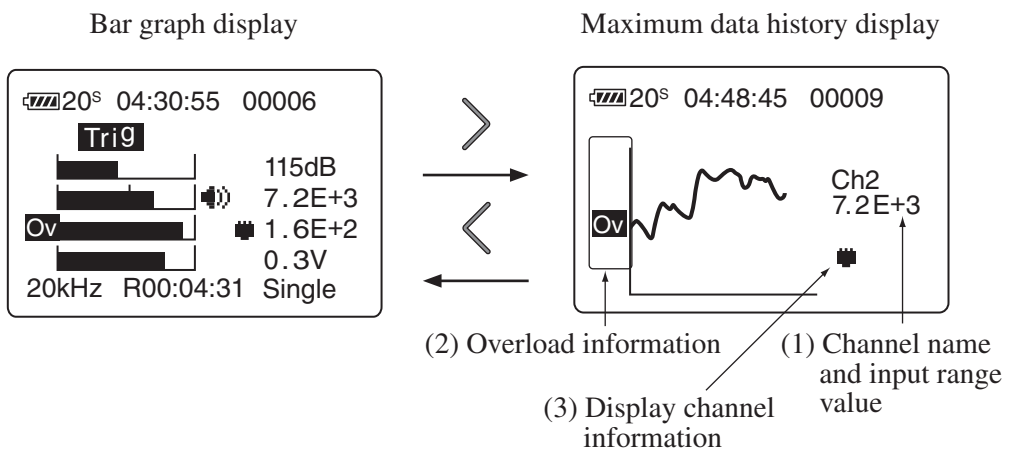 Bar graph display
20S 04:30:55 00006
Trig
115dB
7.2E+3
Ov 1.6E+2
0.3V
20kHz R00:04:31 Single
Maximum data history display
20S 04:48:45 00009
Ch2
7.2E+3
Ov
(2) Overload information
(1) Channel name
and input range
value
(3) Display channel
information